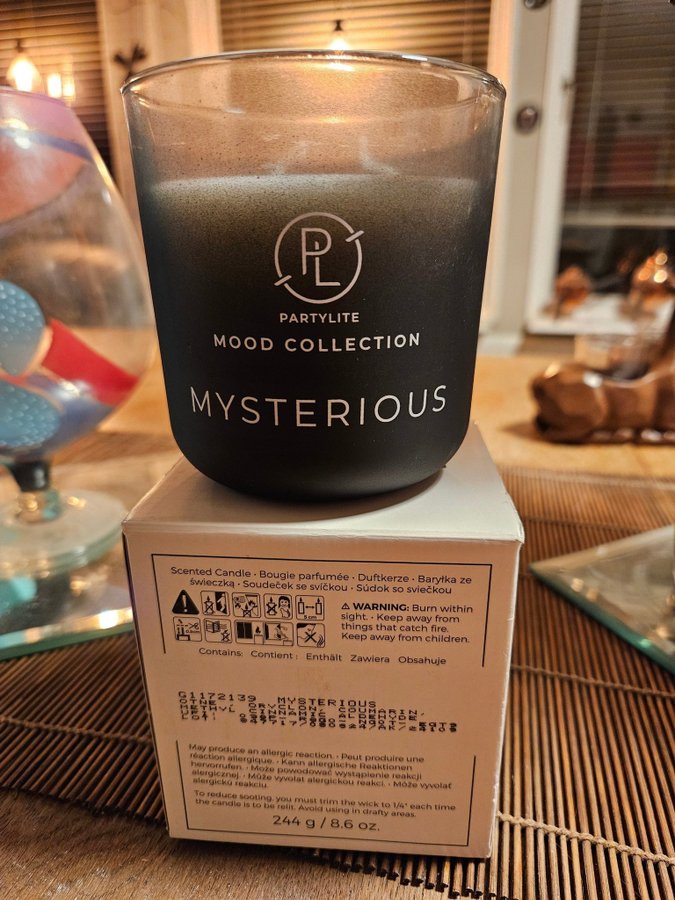 PL
PARTYLITE
MOOD COLLECTION
MYSTERIOUS
Scented Candle • Bougie parfumée • Duftkerze • Baryłka ze
świeczką • Soudeček se svíčkou • Súdok so sviečkou
5 cm
WARNING: Burn within
sight. • Keep away from
things that catch fire.
Keep away from children.
Contains: Contient : Enthält Zawiera Obsahuje
G1172139 MYSTERIOUS
May produce an allergic reaction. • Peut produire une
réaction allergique. • Kann allergische Reaktionen
hervorrufen. • Może powodować wystąpienie reakcji
alergicznej. • Může vyvolat alergickou reakci. • Môže vyvolať
alergickú reakciu.
To reduce sooting, you must trim the wick to 1/4" each time
the candle is to be relit. Avoid using in drafty areas.
244 g / 8.6 oz.